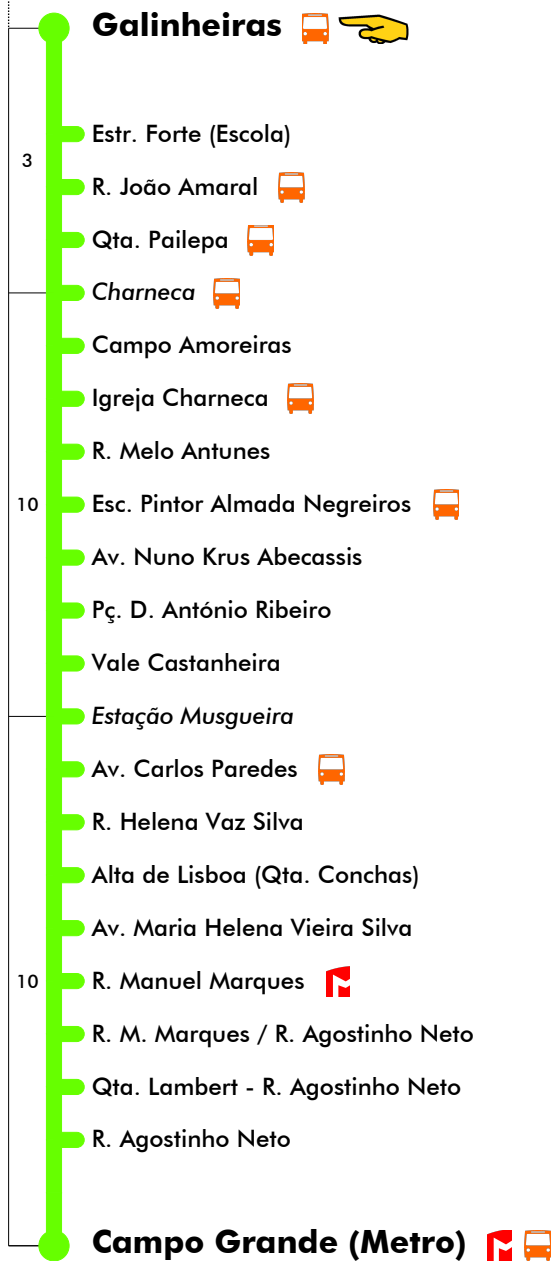 Galinheiras
Estr. Forte (Escola)
3
R. João Amaral
Qta. Pailepa
Charneca
Campo Amoreiras
Igreja Charneca
R. Melo Antunes
10
Esc. Pintor Almada Negreiros
Av. Nuno Krus Abecassis
Pç. D. António Ribeiro
Vale Castanheira
Estação Musgueira
Av. Carlos Paredes
R. Helena Vaz Silva
Alta de Lisboa (Qta. Conchas)
Av. Maria Helena Vieira Silva
10
R. Manuel Marques
R. M. Marques / R. Agostinho Neto
Qta. Lambert - R. Agostinho Neto
R. Agostinho Neto
Campo Grande (Metro)